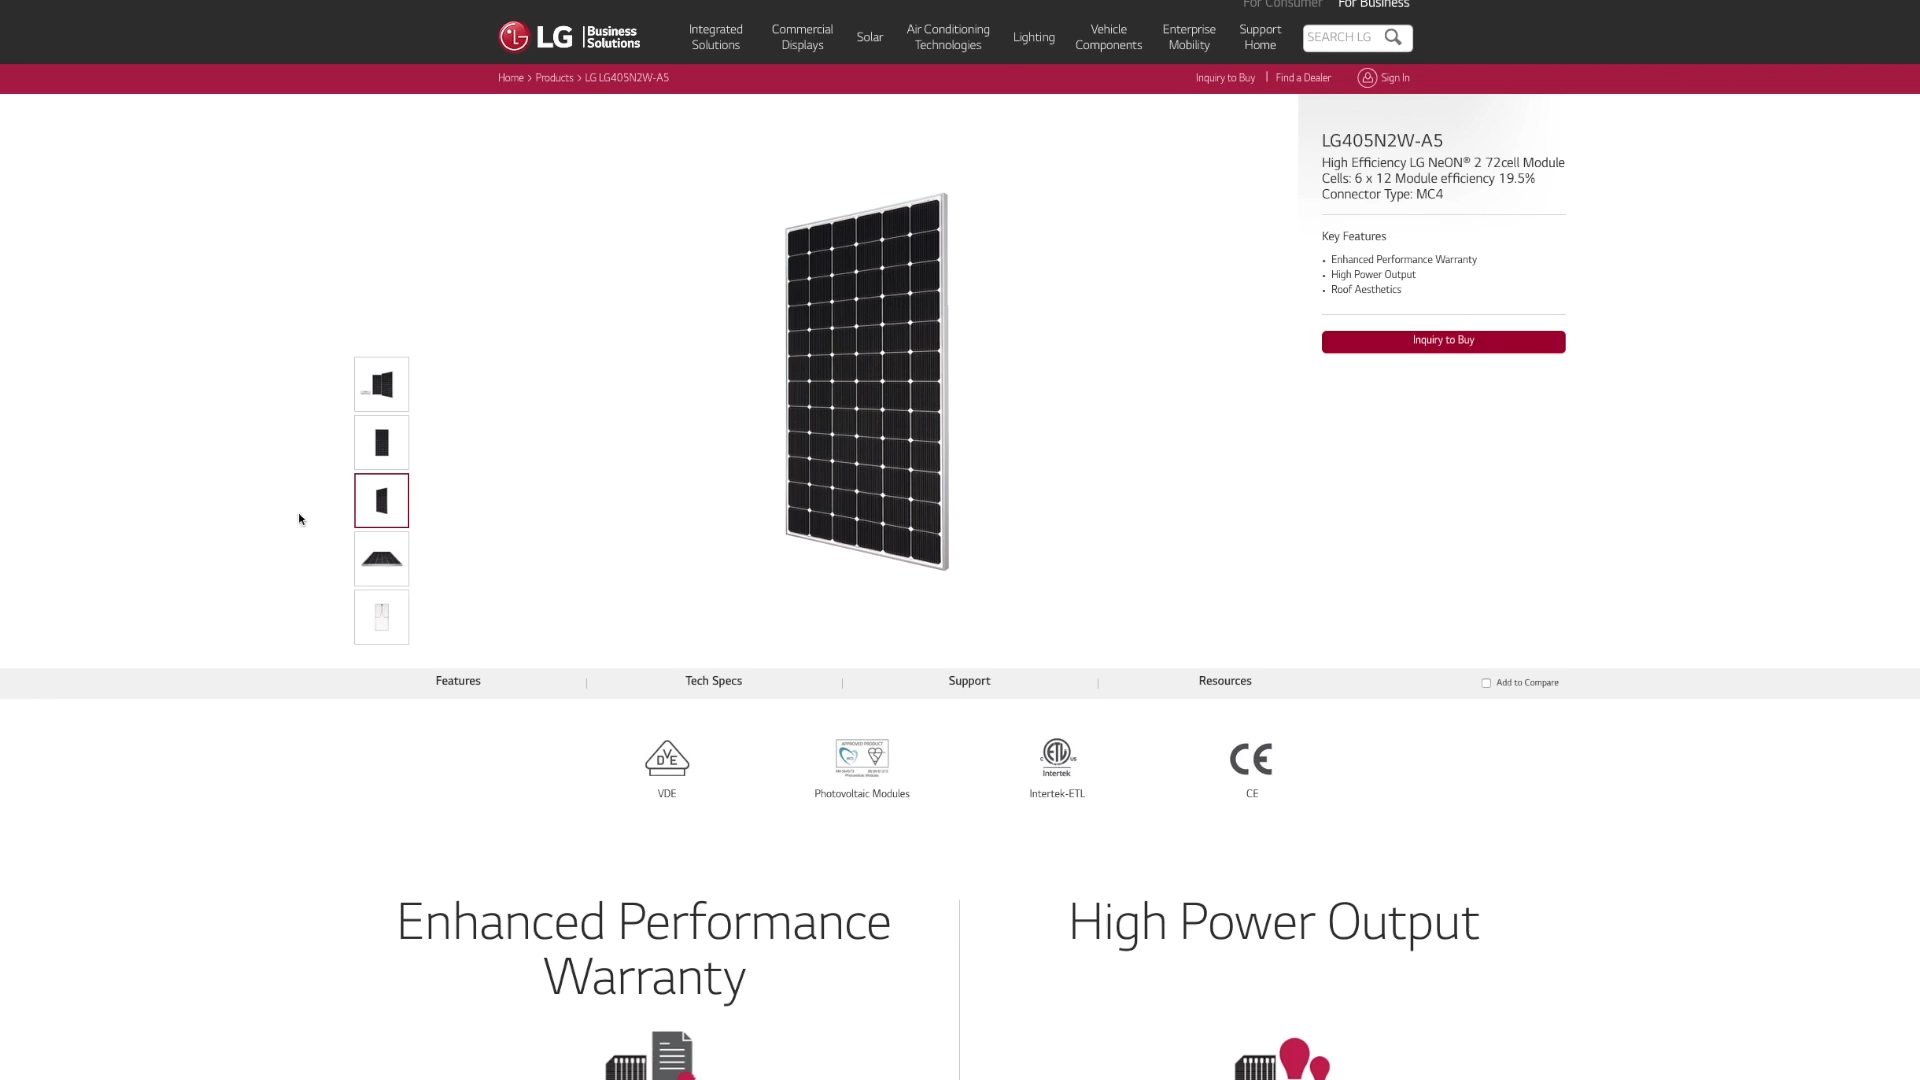 For Consumer For Business
LG Business Solutions
Integrated Solutions
Commercial Displays
Solar
Air Conditioning Technologies
Lighting
Vehicle Components
Enterprise Mobility
Support Home
SEARCH LG
Home > Products > LG LG405N2W-A5
Inquiry to Buy | Find a Dealer
Sign In
LG405N2W-A5
High Efficiency LG NeON® 2 72cell Module
Cells: 6 x 12 Module efficiency 19.5%
Connector Type: MC4
Key Features
• Enhanced Performance Warranty
• High Power Output
• Roof Aesthetics
Inquiry to Buy
Features | Tech Specs | Support | Resources
Add to Compare
DVE
APPROVED PRODUCT
ETL
Intertek
CE
VDE
Photovoltaic Modules
Intertek-ETL
CE
Enhanced Performance
Warranty
High Power Output